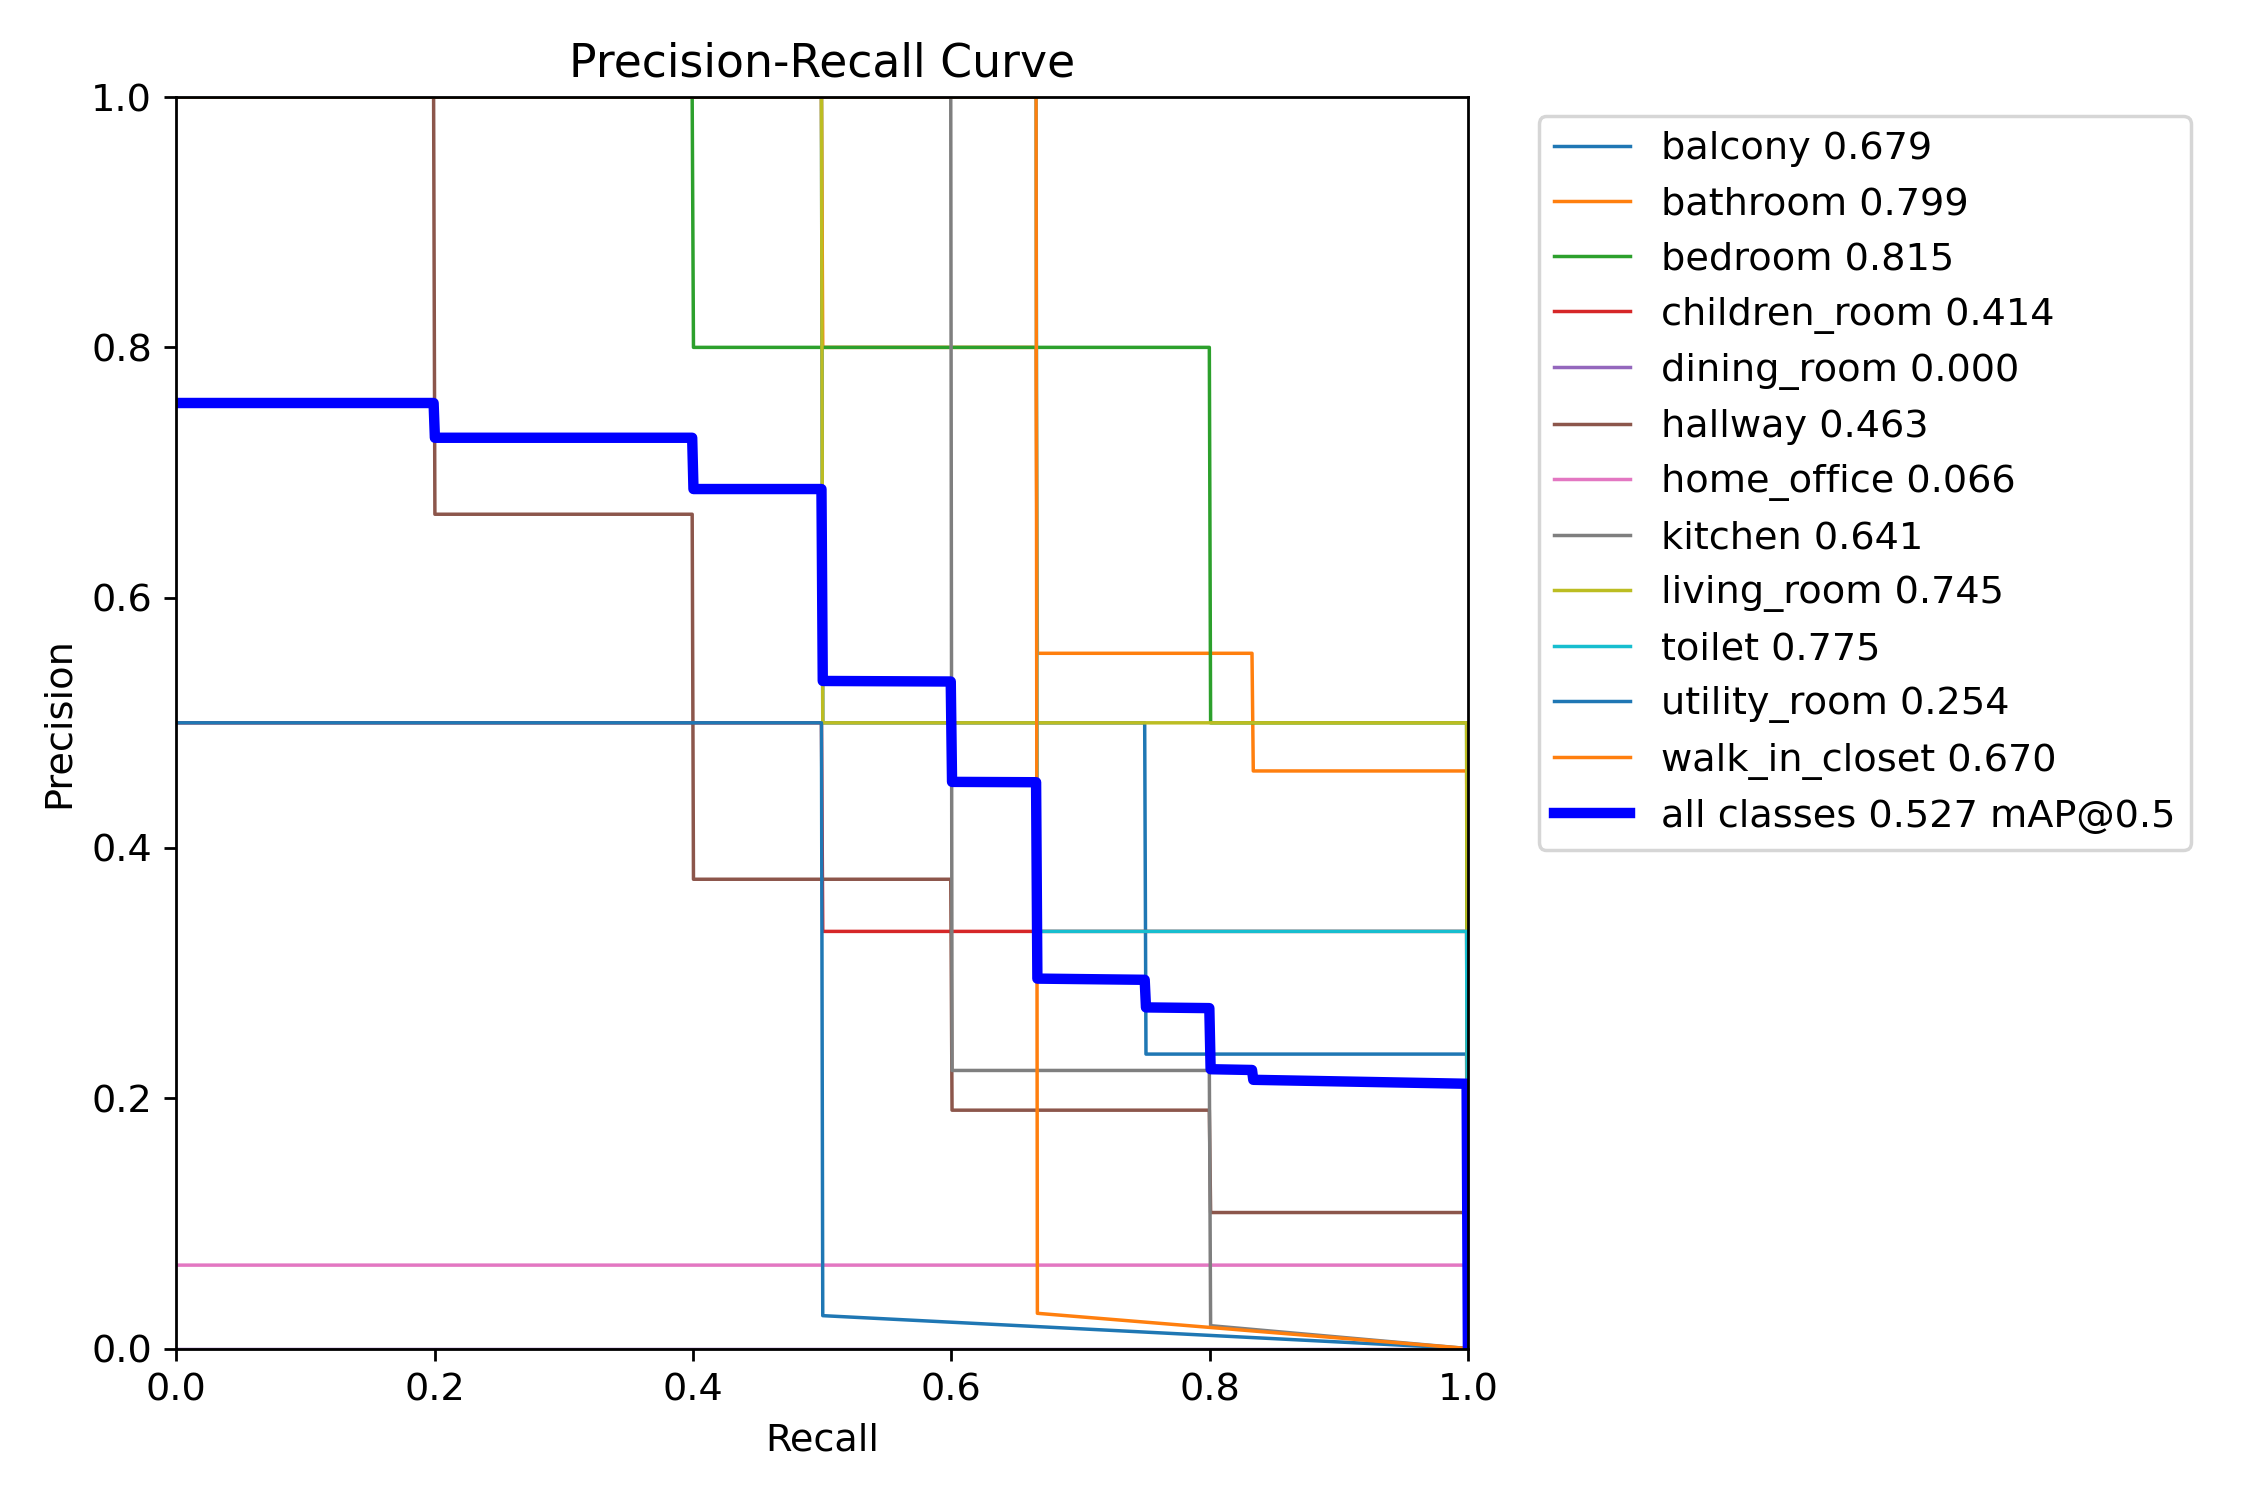 Precision-Recall Curve
1.0
0.8
0.6
0.4
0.2
0.0
Precision
0.0 0.2 0.4 0.6 0.8 1.0
Recall
balcony 0.679
bathroom 0.799
bedroom 0.815
children_room 0.414
dining_room 0.000
hallway 0.463
home_office 0.066
kitchen 0.641
living_room 0.745
toilet 0.775
utility_room 0.254
walk_in_closet 0.670
all classes 0.527 mAP@0.5